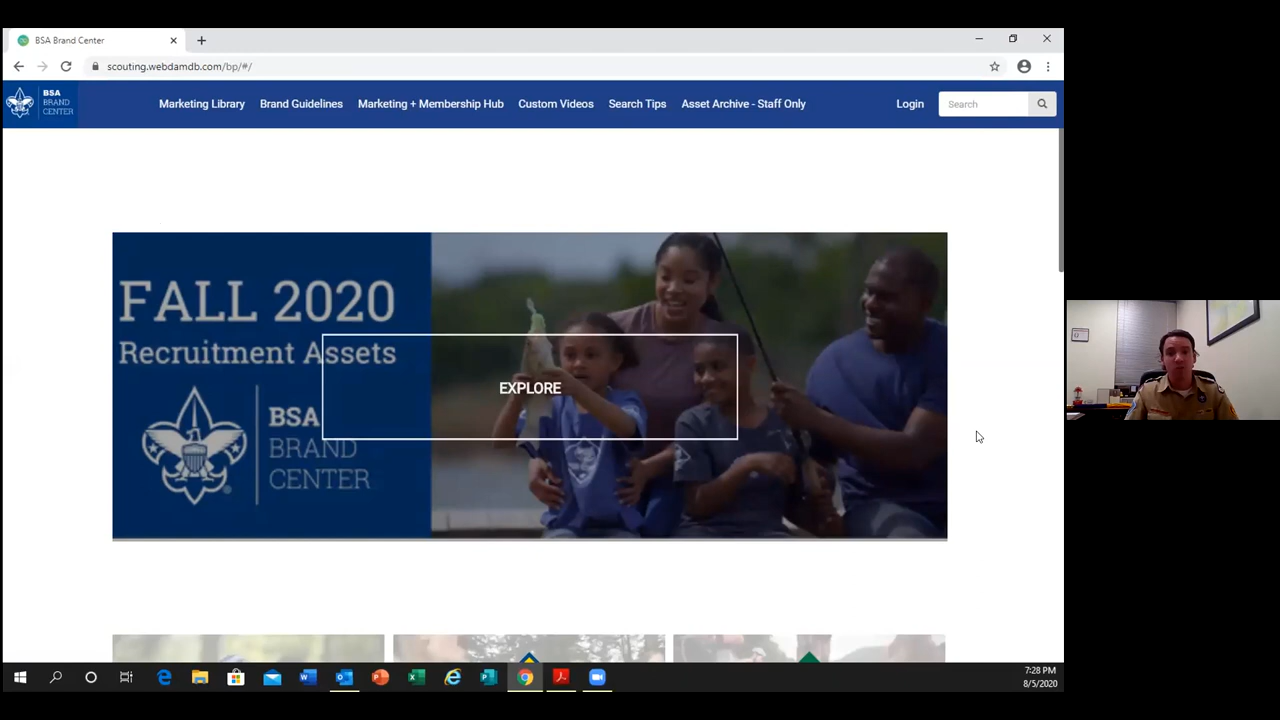 BSA Brand Center
scouting.webdamdb.com/bp/#/
BSA
BRAND
CENTER
Marketing Library
Brand Guidelines
Marketing + Membership Hub
Custom Videos
Search Tips
Asset Archive - Staff Only
Login
Search
FALL 2020
Recruitment Assets
EXPLORE
BSA
BRAND
CENTER
7:28 PM
8/5/2020